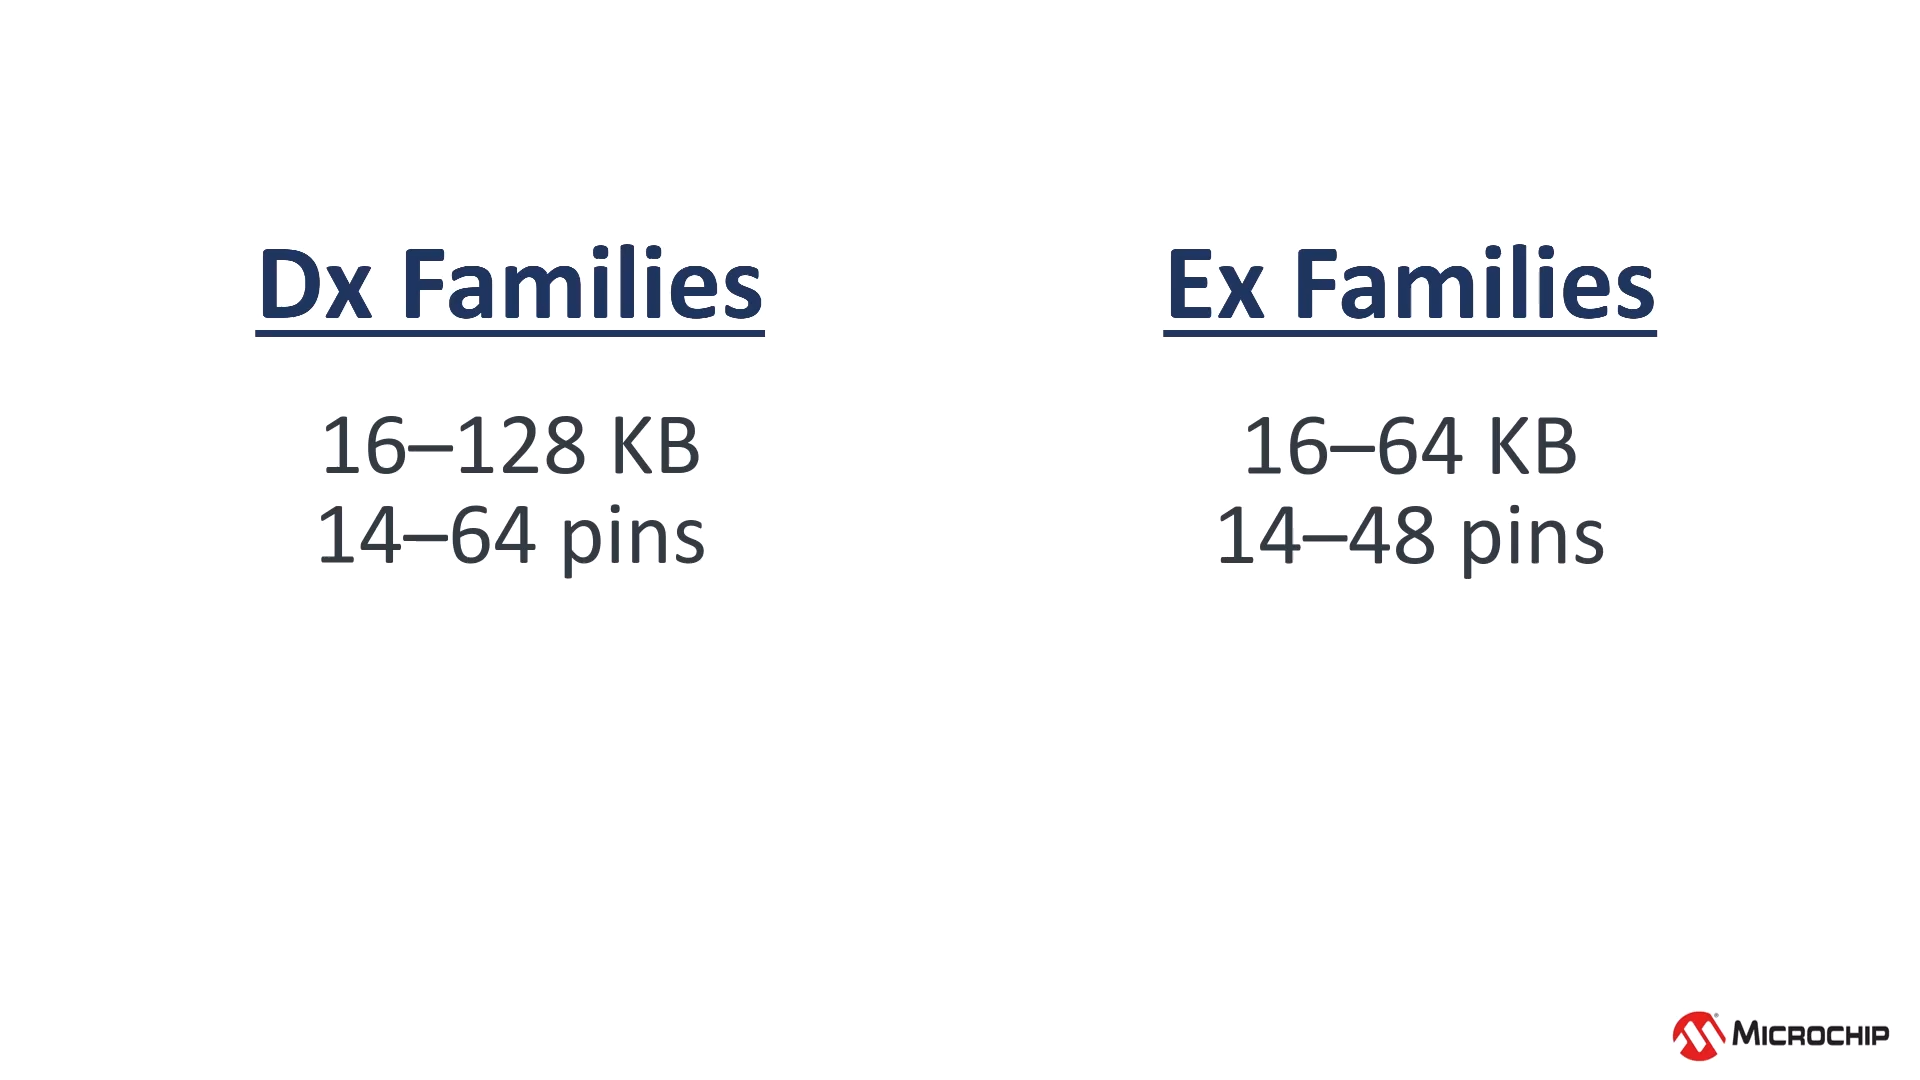 Dx Families
16–128 KB
14–64 pins
Ex Families
16–64 KB
14–48 pins
MICROCHIP